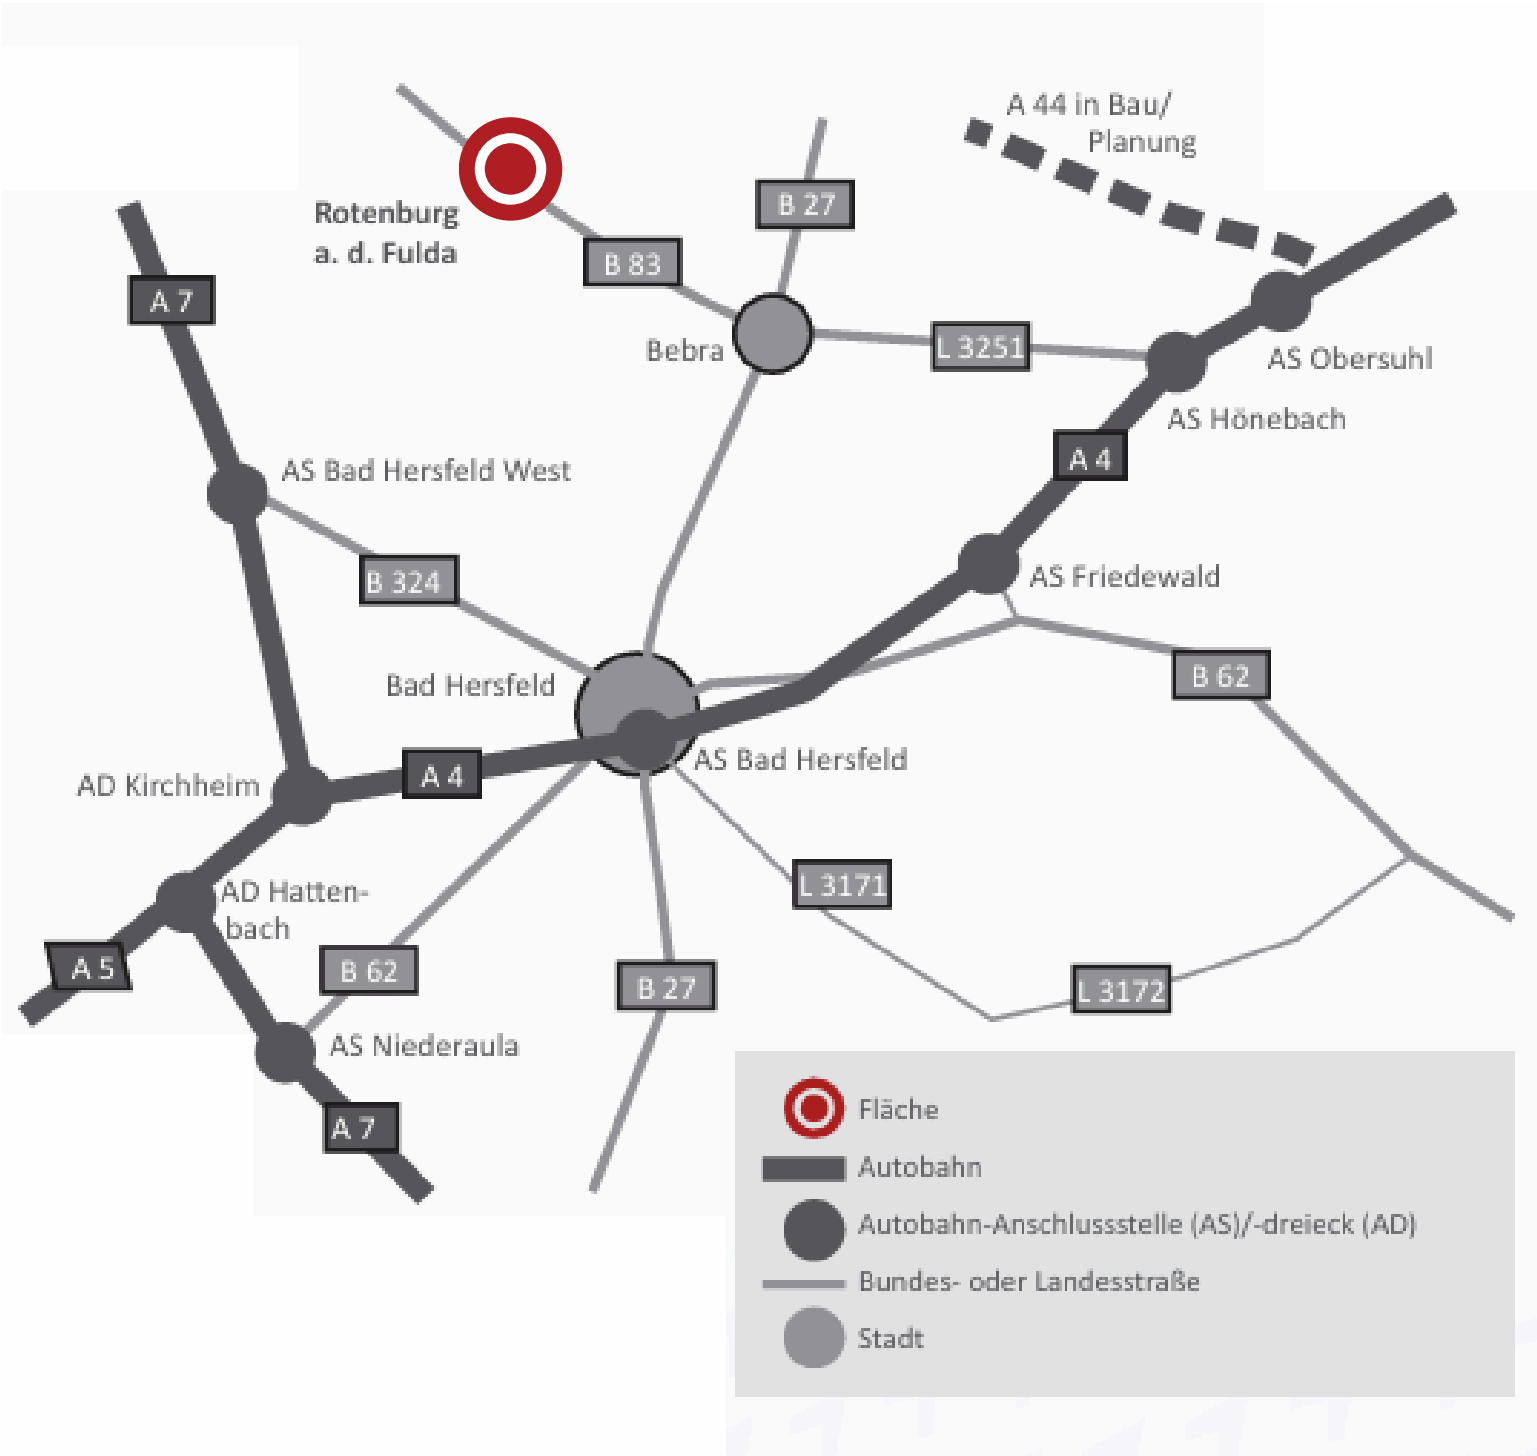 A 44 in Bau/
Planung
Rotenburg
a. d. Fulda
B 27
B 83
A 7
Bebra
L 3251
AS Obersuhl
AS Hönebach
A 4
AS Bad Hersfeld West
B 324
AS Friedewald
Bad Hersfeld
B 62
AS Bad Hersfeld
A 4
AD Kirchheim
AD Hatten-
bach
L 3171
A 5
B 62
B 27
L 3172
AS Niederaula
A 7
Fläche
Autobahn
Autobahn-Anschlussstelle (AS)/-dreieck (AD)
Bundes- oder Landesstraße
Stadt